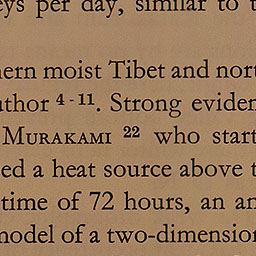 eys per day, similar to t
hern moist Tibet and nort
uthor 4-11. Strong eviden
MURAKAMI 22 who start
ed a heat source above t
time of 72 hours, an an
model of a two-dimension